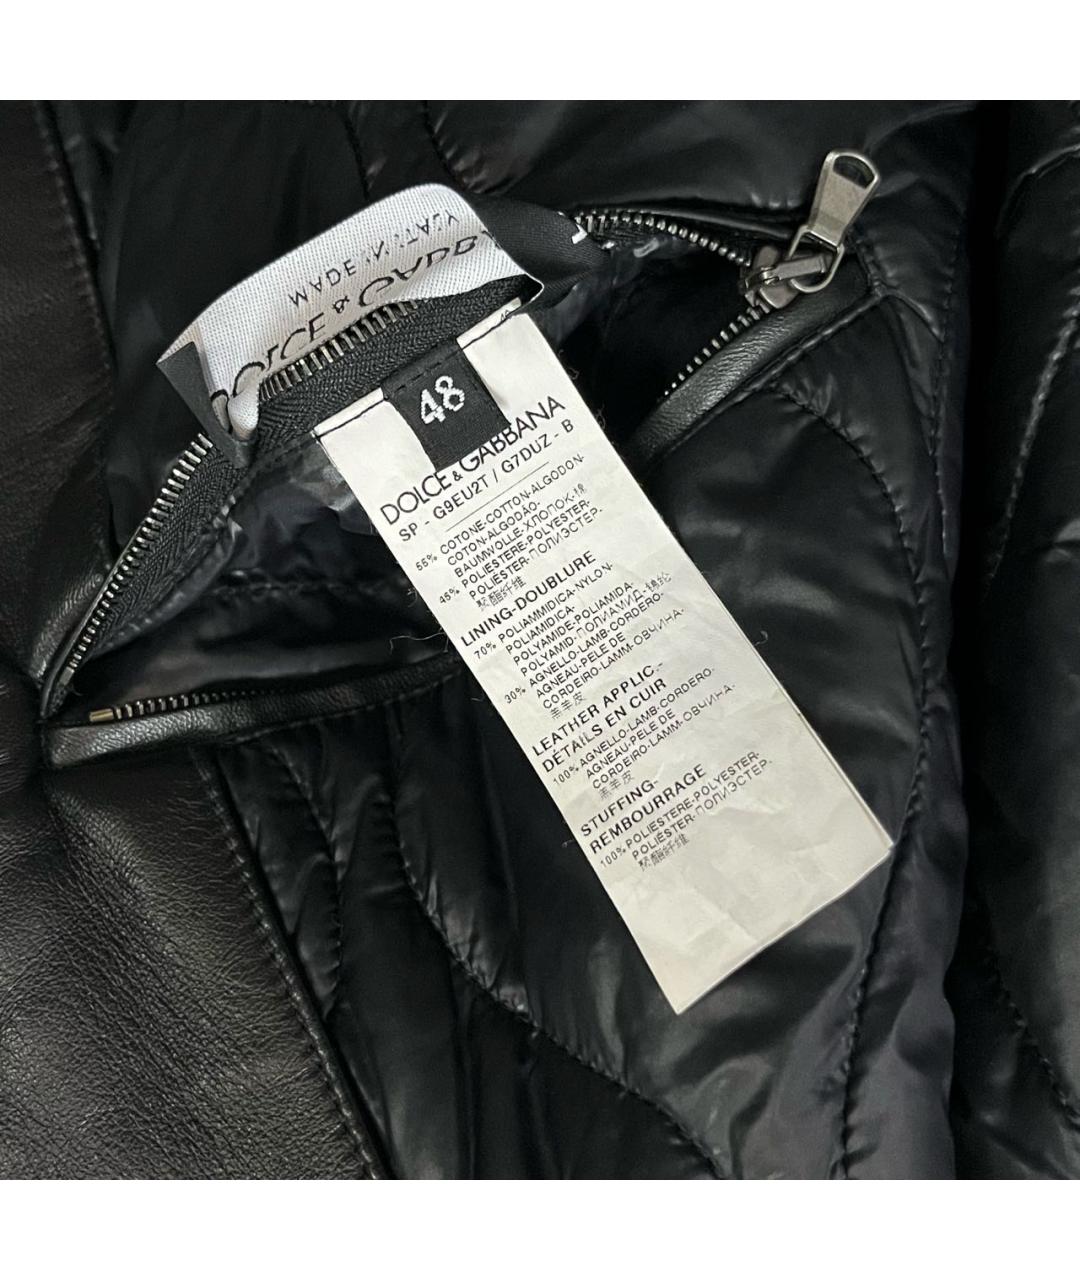 MADE IN ITALY
DOLCE & GABBANA
48
DOLCE & GABBANA
SP - G9EU2T / G7DUZ - B
55% COTONE-COTTON-ALGODON-
COTON-ALGODÃO-
BAUMWOLLE-ХЛОПОК-棉
45% POLIESTERE-POLYESTER-
POLIÉSTER-ПОЛИЭСТЕР-
聚酯纤维
LINING-DOUBLURE
70% POLIAMMIDICA-NYLON-
POLIAMIDICA-
POLYAMIDE-POLIAMIDA-
POLYAMID-ПОЛИАМИД-锦纶
30% AGNELLO-LAMB-CORDERO-
AGNEAU-PELE DE
CORDEIRO-LAMM-ОВЧИНА-
羔羊皮
LEATHER APPLIC.-
DÉTAILS EN CUIR
100% AGNELLO-LAMB-CORDERO-
AGNEAU-PELE DE
CORDEIRO-LAMM-ОВЧИНА-
羔羊皮
STUFFING-
REMBOURRAGE
100% POLIESTERE-POLYESTER-
POLIÉSTER-ПОЛИЭСТЕР-
聚酯纤维